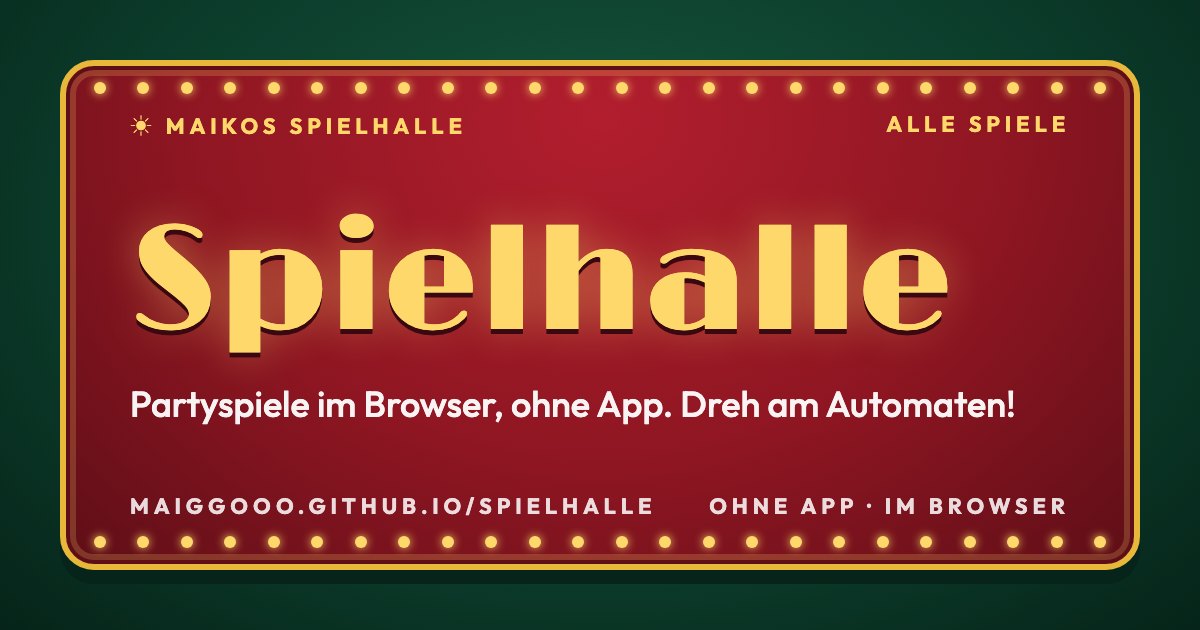 ☀ MAIKOS SPIELHALLE
ALLE SPIELE
Spielhalle
Partyspiele im Browser, ohne App. Dreh am Automaten!
MAIGGOOO.GITHUB.IO/SPIELHALLE
OHNE APP · IM BROWSER